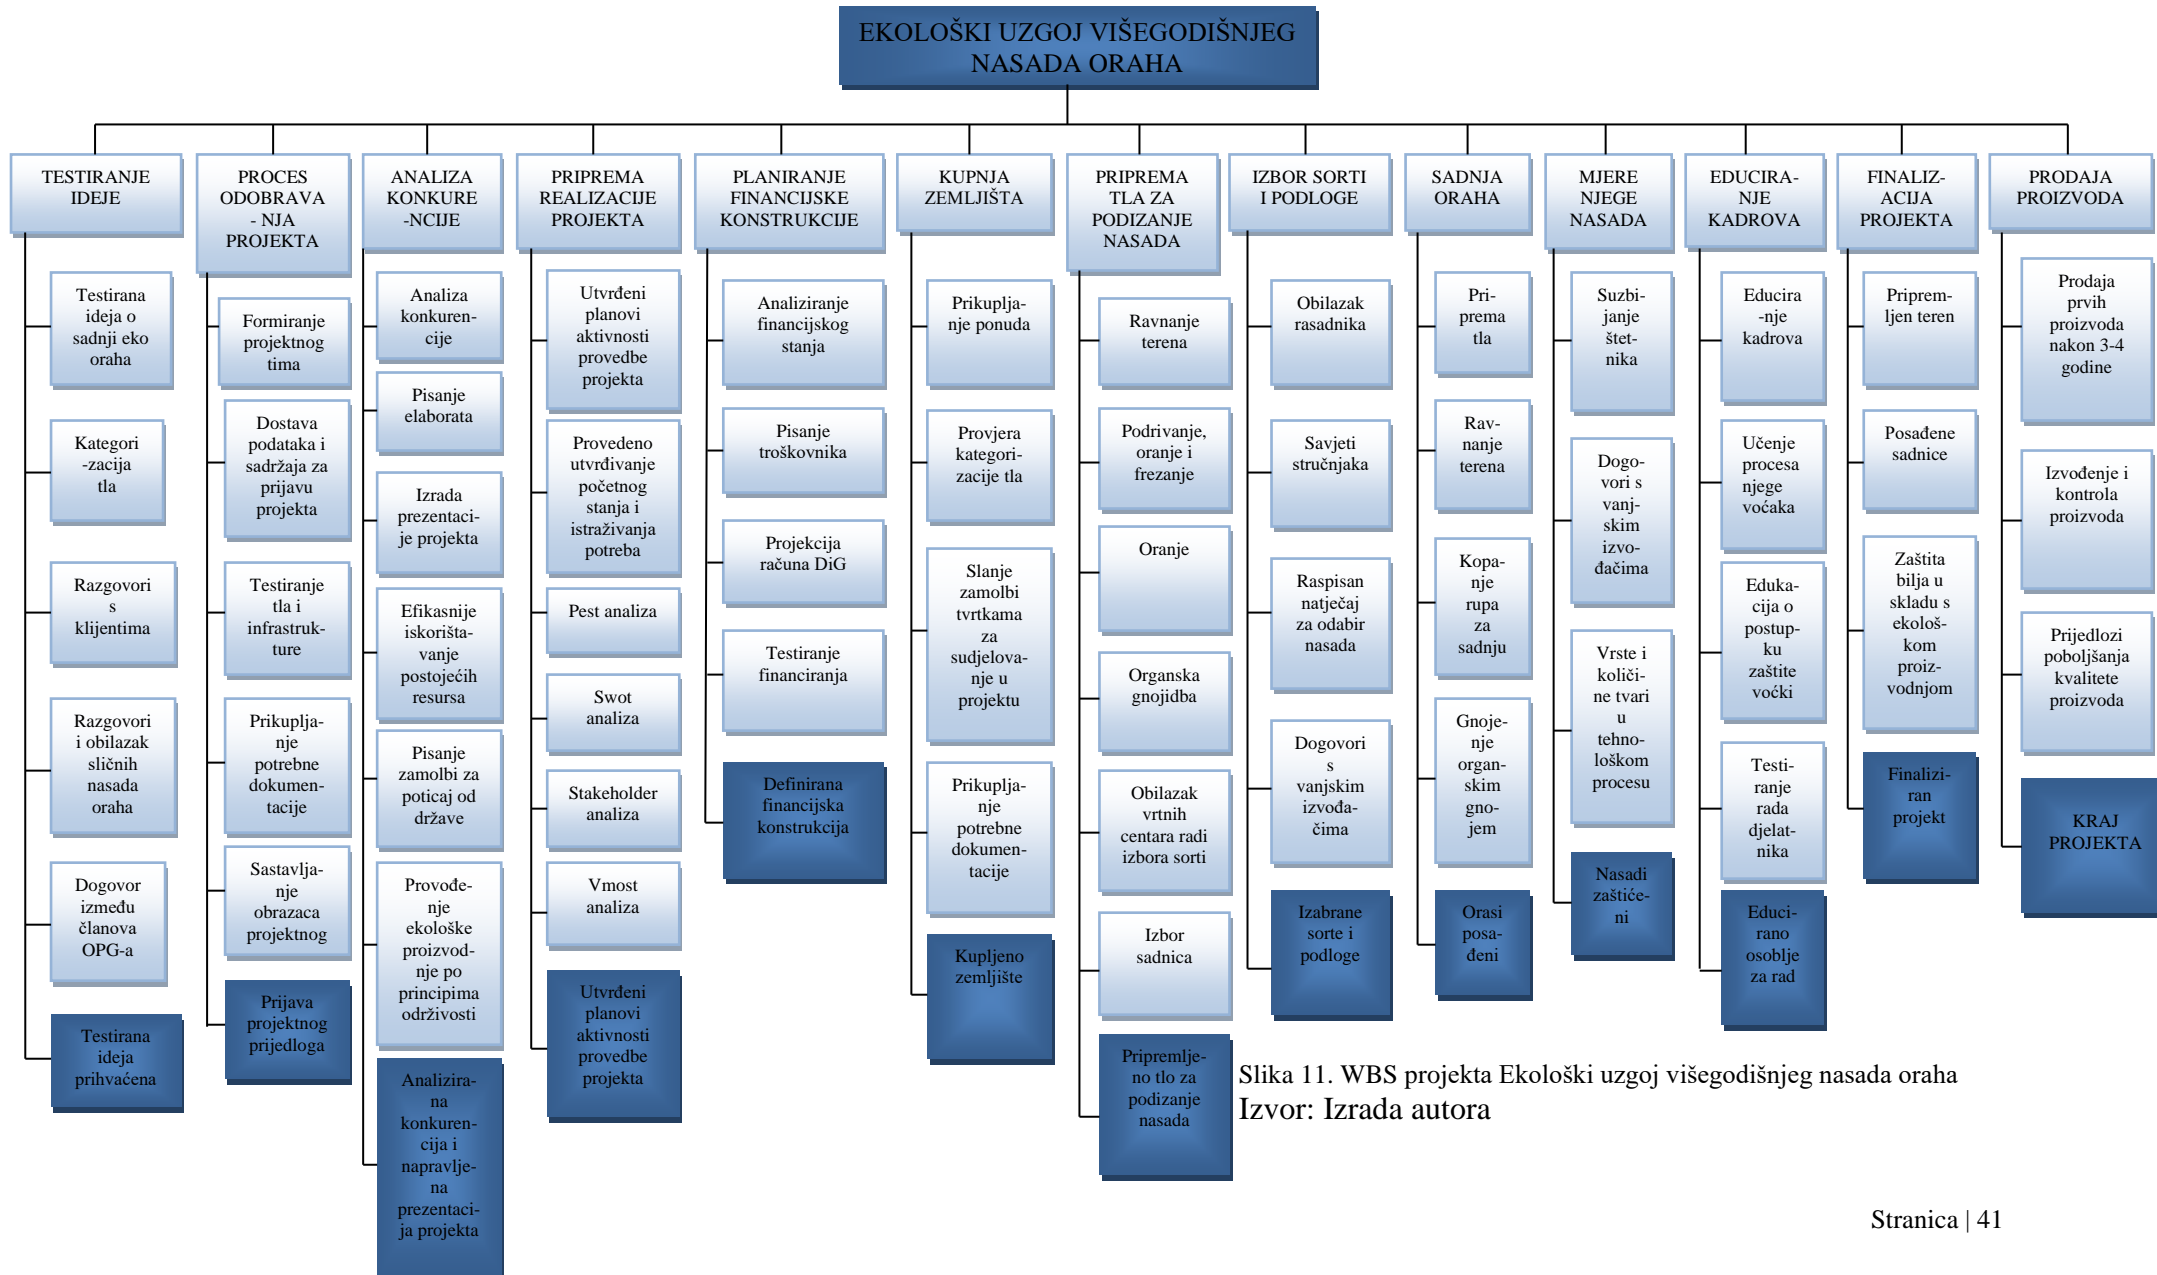 EKOLOŠKI UZGOJ VIŠEGODIŠNJEG
NASADA ORAHA
TESTIRANJE
IDEJE
Testirana
ideja o
sadnji eko
oraha
Kategori
-zacija
tla
Razgovori
s
klijentima
Razgovori
i obilazak
sličnih
nasada
oraha
Dogovor
između
članova
OPG-a
Testirana
ideja
prihvaćena
PROCES
ODOBRAVA
- NJA
PROJEKTA
Formiranje
projektnog
tima
Dostava
podataka i
sadržaja za
prijavu
projekta
Testiranje
tla i
infrastruk-
ture
Prikuplja-
nje
potrebne
dokumen-
tacije
Sastavlja-
nje
obrazaca
projektnog
Prijava
projektnog
prijedloga
ANALIZA
KONKURE
-NCIJE
Analiza
konkuren-
cije
Pisanje
elaborata
Izrada
prezentaci-
je projekta
Efikasnije
iskorišta-
vanje
postojećih
resursa
Pisanje
zamolbi za
poticaj od
države
Provođe-
nje
ekološke
proizvod-
nje po
principima
održivosti
Analizira-
na
konkuren-
cija i
napravlje-
na
prezentaci-
ja projekta
PRIPREMA
REALIZACIJE
PROJEKTA
Utvrđeni
planovi
aktivnosti
provedbe
projekta
Provedeno
utvrđivanje
početnog
stanja i
istraživanja
potreba
Pest analiza
Swot
analiza
Stakeholder
analiza
Vmost
analiza
Utvrđeni
planovi
aktivnosti
provedbe
projekta
PLANIRANJE
FINANCIJSKE
KONSTRUKCIJE
Analiziranje
financijskog
stanja
Pisanje
troškovnika
Projekcija
računa DiG
Testiranje
financiranja
Definirana
financijska
konstrukcija
KUPNJA
ZEMLJIŠTA
Prikuplja-
nje ponuda
Provjera
kategori-
zacije tla
Slanje
zamolbi
tvrtkama
za
sudjelova-
nje u
projektu
Prikuplja-
nje
potrebne
dokumen-
tacije
Kupljeno
zemljište
PRIPREMA
TLA ZA
PODIZANJE
NASADA
Ravnanje
terena
Podrivanje,
oranje i
frezanje
Oranje
Organska
gnojidba
Obilazak
vrtnih
centara radi
izbora sorti
Izbor
sadnica
Pripremlje-
no tlo za
podizanje
nasada
IZBOR SORTI
I PODLOGE
Obilazak
rasadnika
Savjeti
stručnjaka
Raspisan
natječaj
za odabir
nasada
Dogovori
s
vanjskim
izvođa-
čima
Izabrane
sorte i
podloge
SADNJA
ORAHA
Pri-
prema
tla
Rav-
nanje
terena
Kopa-
nje
rupa
za
sadnju
Gnoje-
nje
organ-
skim
gno-
jem
Orasi
posa-
đeni
MJERE
NJEGE
NASADA
Suzbi-
janje
štet-
nika
Dogo-
vori s
vanj-
skim
izvo-
đačima
Vrste i
količi-
ne tvari
u
tehno-
loškom
procesu
Nasadi
zaštiće-
ni
EDUCIRA-
NJE
KADROVA
Educira
-nje
kadrova
Učenje
procesa
njege
voćaka
Eduka-
cija o
postup-
ku
zaštite
voćki
Testi-
ranje
rada
djelat-
nika
Educi-
rano
osoblje
za rad
FINALIZ-
ACIJA
PROJEKTA
Priprem-
ljen teren
Posađene
sadnice
Zaštita
bilja u
skladu s
ekološ-
kom
proiz-
vodnjom
Finalizi-
ran
projekt
PRODAJA
PROIZVODA
Prodaja
prvih
proizvoda
nakon 3-4
godine
Izvođenje i
kontrola
proizvoda
Prijedlozi
poboljšanja
kvalitete
proizvoda
KRAJ
PROJEKTA
Slika 11. WBS projekta Ekološki uzgoj višegodišnjeg nasada oraha
Izvor: Izrada autora
Stranica | 41